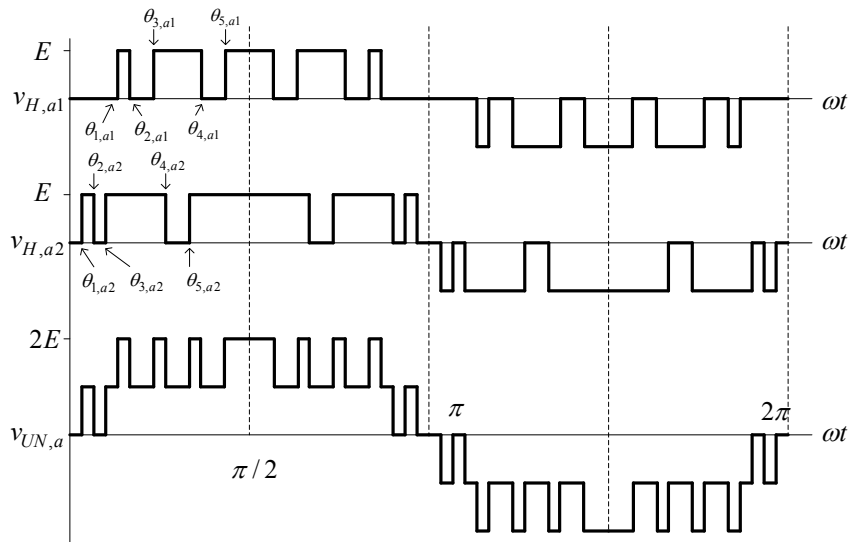 θ3,a1 θ5,a1
E
vH,a1 ωt
θ1,a1 θ2,a1 θ4,a1
θ2,a2 θ4,a2
E
vH,a2 ωt
θ1,a2 θ3,a2 θ5,a2
2E
π 2π
vUN,a ωt
π / 2